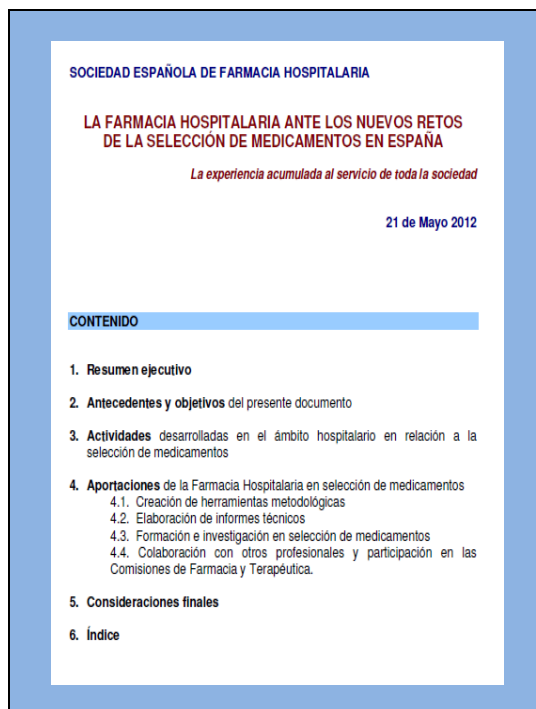 SOCIEDAD ESPAÑOLA DE FARMACIA HOSPITALARIA
LA FARMACIA HOSPITALARIA ANTE LOS NUEVOS RETOS
DE LA SELECCIÓN DE MEDICAMENTOS EN ESPAÑA
La experiencia acumulada al servicio de toda la sociedad
21 de Mayo 2012
CONTENIDO
1. Resumen ejecutivo
2. Antecedentes y objetivos del presente documento
3. Actividades desarrolladas en el ámbito hospitalario en relación a la
selección de medicamentos
4. Aportaciones de la Farmacia Hospitalaria en selección de medicamentos
4.1. Creación de herramientas metodológicas
4.2. Elaboración de informes técnicos
4.3. Formación e investigación en selección de medicamentos
4.4. Colaboración con otros profesionales y participación en las
Comisiones de Farmacia y Terapéutica.
5. Consideraciones finales
6. Índice